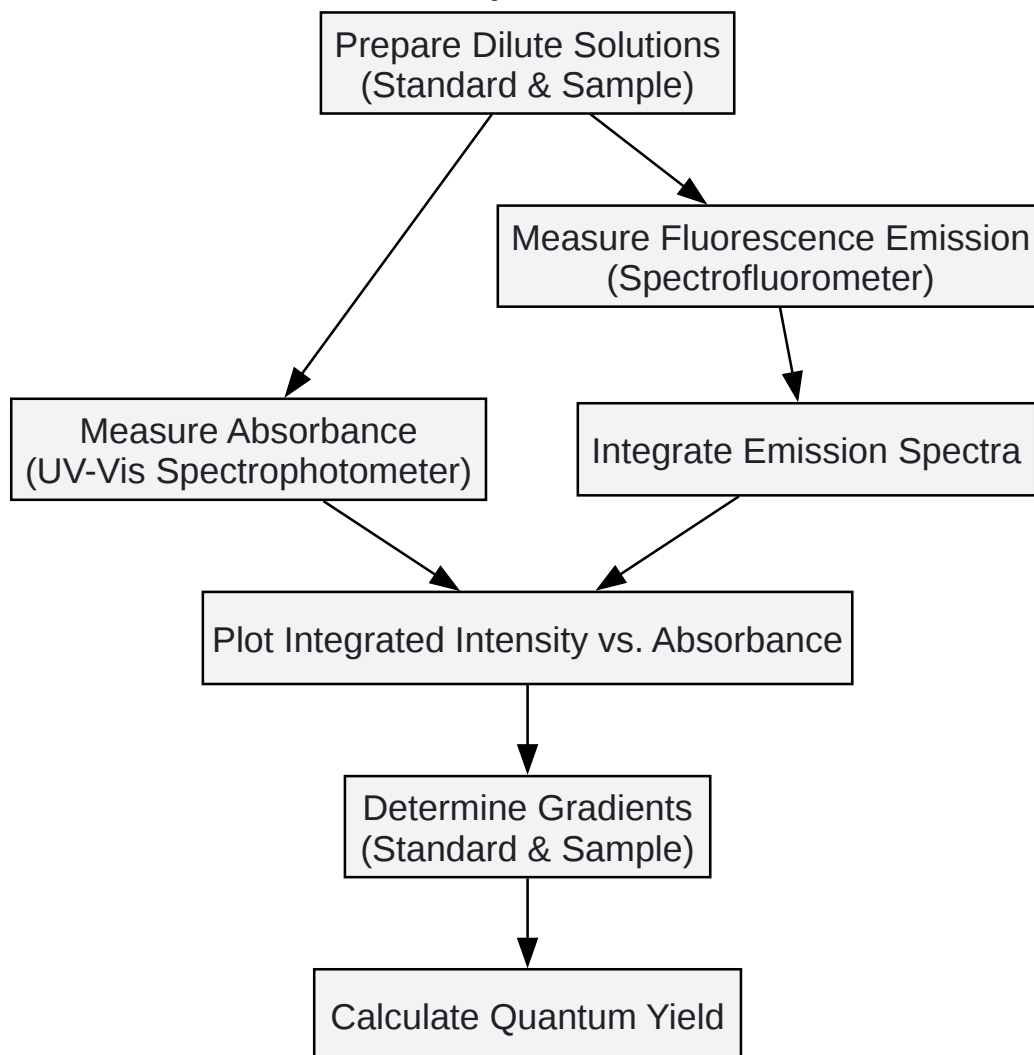 Prepare Dilute Solutions
(Standard & Sample)
Measure Fluorescence Emission
(Spectrofluorometer)
Measure Absorbance
(UV-Vis Spectrophotometer)
Integrate Emission Spectra
Plot Integrated Intensity vs. Absorbance
Determine Gradients
(Standard & Sample)
Calculate Quantum Yield